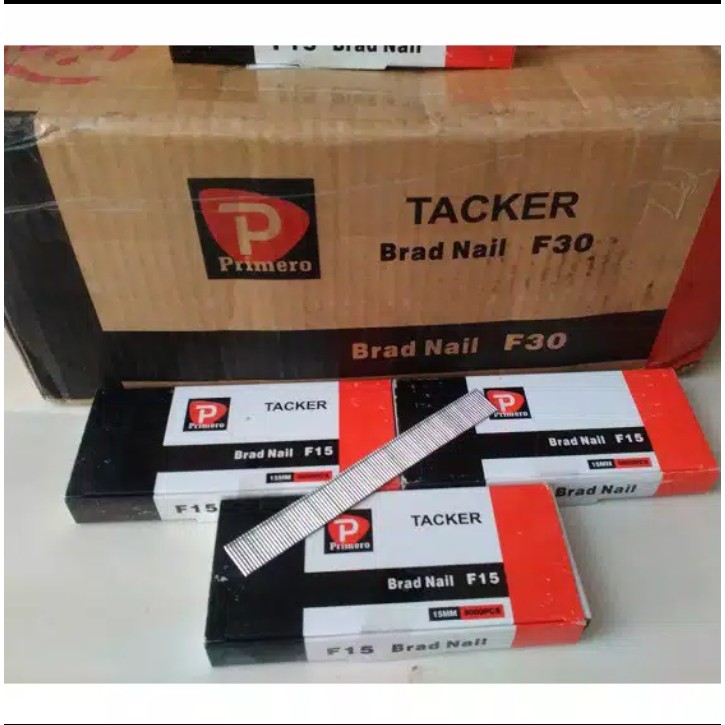 F15 Brad Nail
P
Primero
TACKER
Brad Nail F30
Brad Nail F30
P
Primero
TACKER
Brad Nail F15
15MM
F15
P
Primero
Brad Nail F15
15MM
Brad Nail
P
Primero
TACKER
Brad Nail F15
15MM 5000PCS
F15 Brad Nail